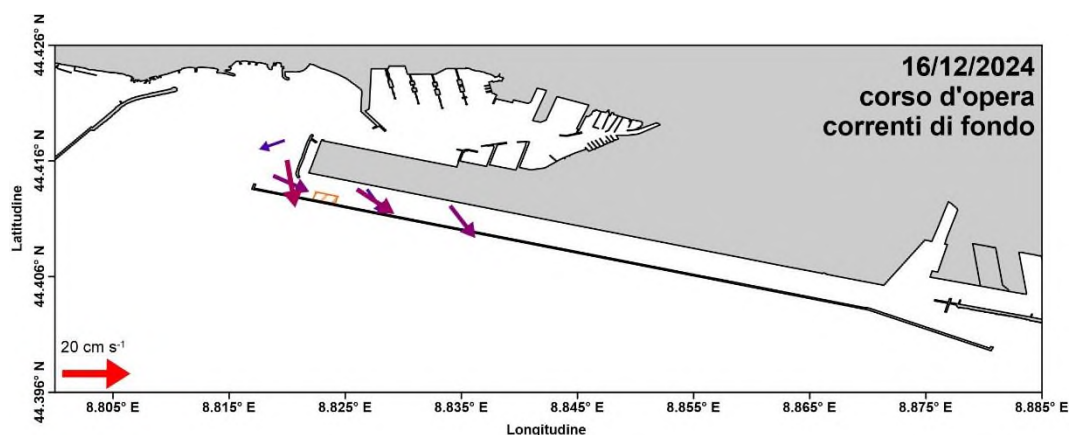 16/12/2024
corso d'opera
correnti di fondo
44.426° N
44.416° N
44.406° N
44.396° N
Latitudine
20 cm s⁻¹
8.805° E 8.815° E 8.825° E 8.835° E 8.845° E 8.855° E 8.865° E 8.875° E 8.885° E
Longitudine